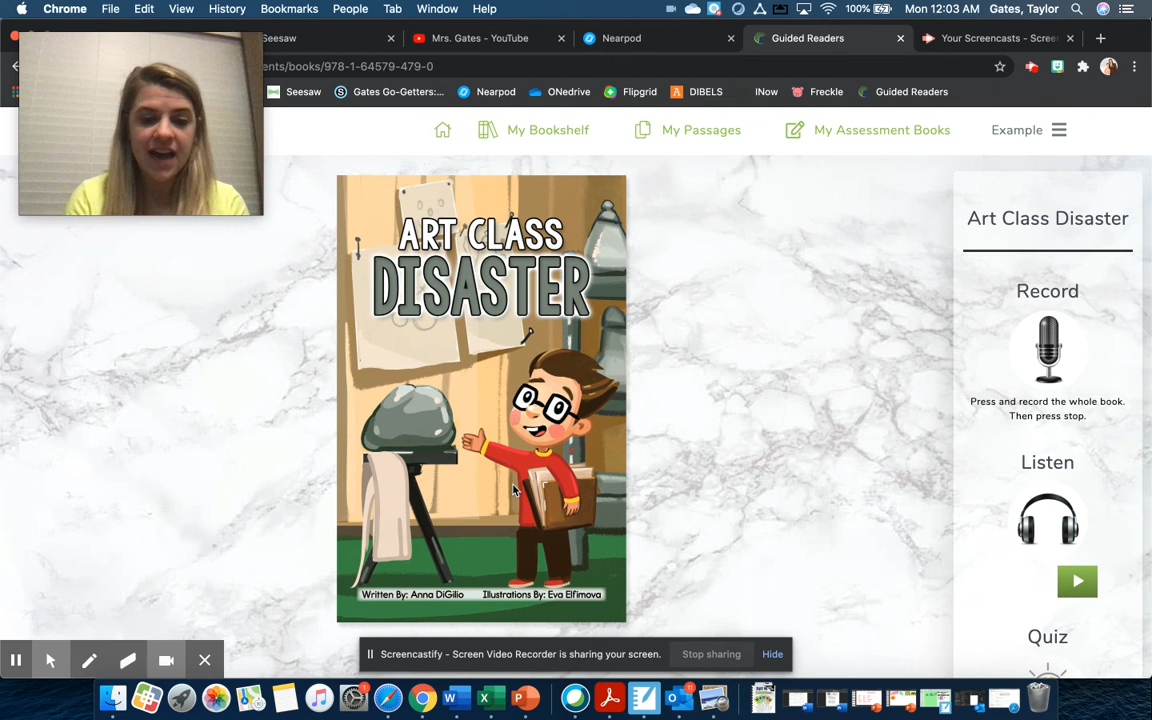 Chrome File Edit View History Bookmarks People Tab Window Help 100% Mon 12:03 AM Gates, Taylor
Seesaw Mrs. Gates - YouTube Nearpod Guided Readers Your Screencasts - Scree
ents/books/978-1-64579-479-0
Seesaw Gates Go-Getters:... Nearpod ONedrive Flipgrid DIBELS INow Freckle Guided Readers
My Bookshelf My Passages My Assessment Books Example
ART CLASS
DISASTER
Written By: Anna DiGilio Illustrations By: Eva Elfimova
Art Class Disaster
Record
Press and record the whole book.
Then press stop.
Listen
Quiz
Screencastify - Screen Video Recorder is sharing your screen. Stop sharing Hide